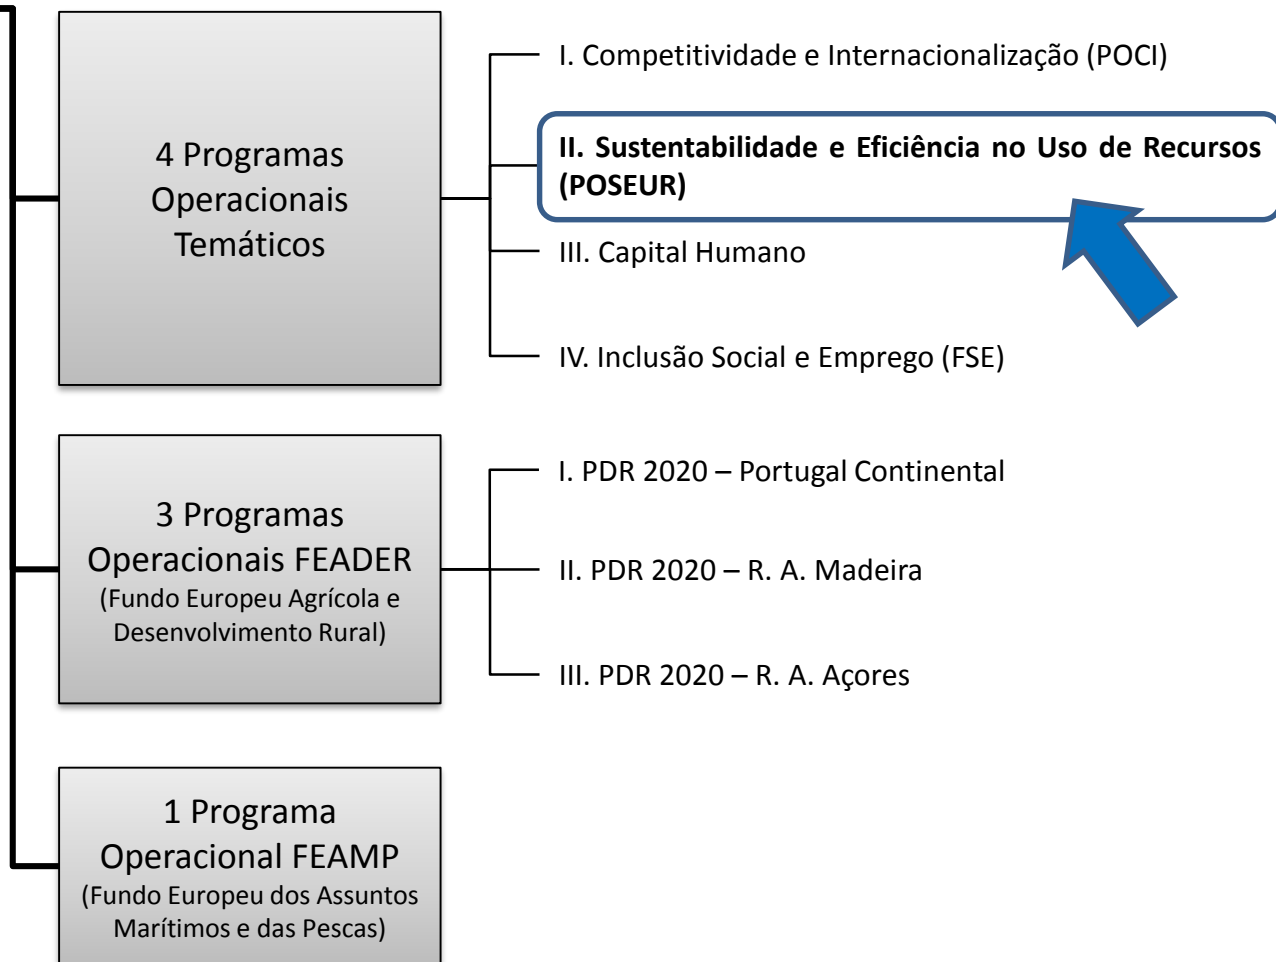 4 Programas
Operacionais
Temáticos
I. Competitividade e Internacionalização (POCI)
II. Sustentabilidade e Eficiência no Uso de Recursos
(POSEUR)
III. Capital Humano
IV. Inclusão Social e Emprego (FSE)
3 Programas
Operacionais FEADER
(Fundo Europeu Agrícola e
Desenvolvimento Rural)
I. PDR 2020 – Portugal Continental
II. PDR 2020 – R. A. Madeira
III. PDR 2020 – R. A. Açores
1 Programa
Operacional FEAMP
(Fundo Europeu dos Assuntos
Marítimos e das Pescas)